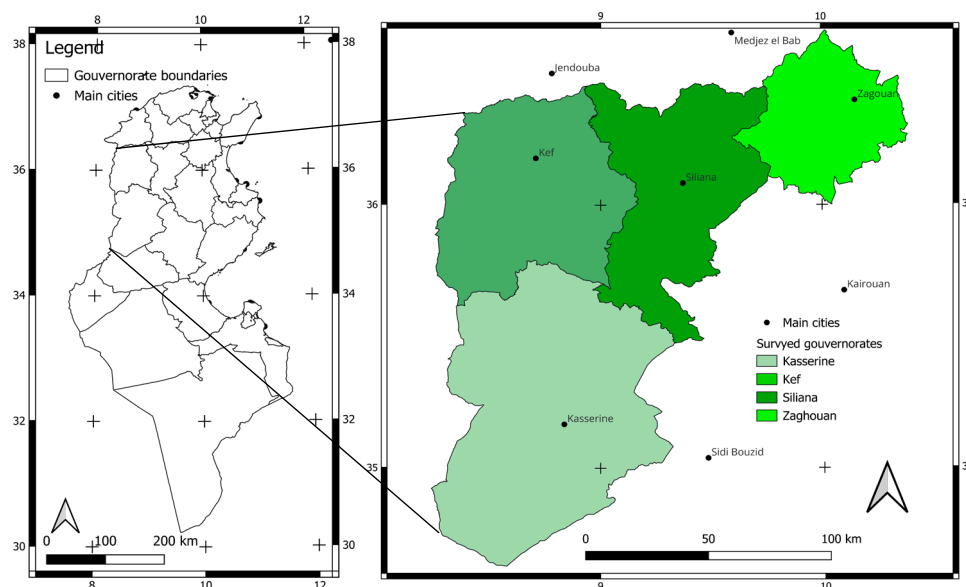 8 10 12
38
Legend
Gouvernorate boundaries
Main cities
38
36
36
34
34
32
32
30
30
0 100 200 km
8 10 12
9 10
Medjez el Bab
Jendouba
Zagouan
Kef
Siliana
36
3
Kairouan
Main cities
Survyed gouvernorates
Kasserine
Kef
Siliana
Zaghouan
Kasserine
Sidi Bouzid
35
3
0 50 100 km
9 10